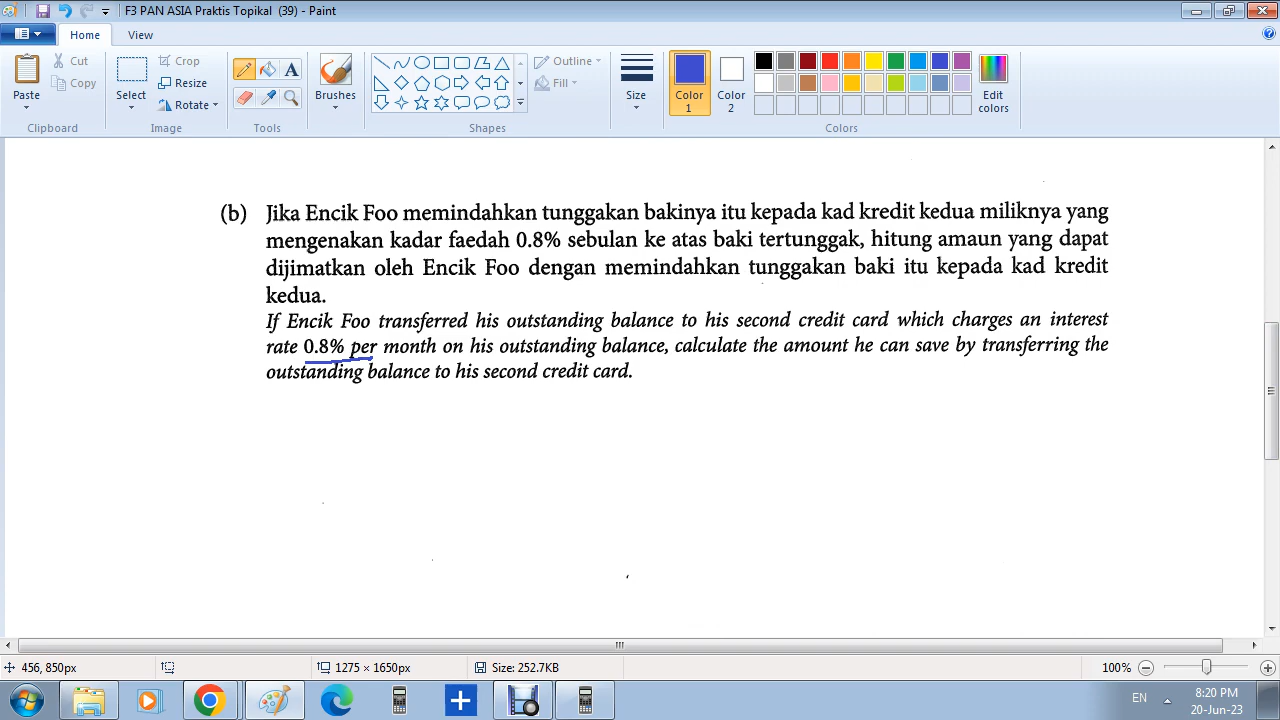 F3 PAN ASIA Praktis Topikal (39) - Paint
Home View
Paste Cut Copy Select Crop Resize Rotate A Brushes Outline Fill Size Color 1 Color 2 Edit colors
Clipboard Image Tools Shapes Colors
(b) Jika Encik Foo memindahkan tunggakan bakinya itu kepada kad kredit kedua miliknya yang
mengenakan kadar faedah 0.8% sebulan ke atas baki tertunggak, hitung amaun yang dapat
dijimatkan oleh Encik Foo dengan memindahkan tunggakan baki itu kepada kad kredit
kedua.
If Encik Foo transferred his outstanding balance to his second credit card which charges an interest
rate 0.8% per month on his outstanding balance, calculate the amount he can save by transferring the
outstanding balance to his second credit card.
456, 850px 1275 × 1650px Size: 252.7KB 100%
EN 8:20 PM
20-Jun-23